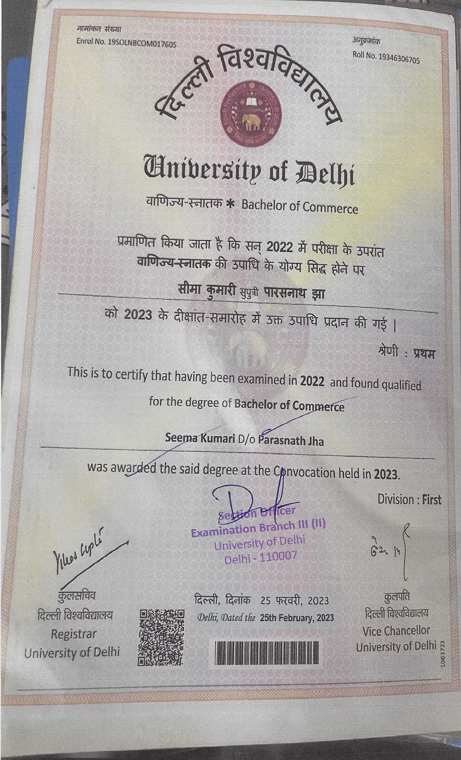 नामांकन संख्या
Enrol No. 19SOLNBCOM017605
अनुक्रमांक
Roll No. 19346306705
दिल्ली विश्वविद्यालय
University of Delhi
वाणिज्य-स्नातक * Bachelor of Commerce
प्रमाणित किया जाता है कि सन् 2022 में परीक्षा के उपरांत
वाणिज्य-स्नातक की उपाधि के योग्य सिद्ध होने पर
सीमा कुमारी सुपुत्री पारसनाथ झा
को 2023 के दीक्षांत-समारोह में उक्त उपाधि प्रदान की गई |
श्रेणी : प्रथम
This is to certify that having been examined in 2022 and found qualified
for the degree of Bachelor of Commerce
Seema Kumari D/o Parasnath Jha
was awarded the said degree at the Convocation held in 2023.
Division : First
Section Officer
Examination Branch III (II)
University of Delhi
Delhi - 110007
कुलसचिव
दिल्ली विश्वविद्यालय
Registrar
University of Delhi
दिल्ली, दिनांक 25 फरवरी, 2023
Delhi, Dated the 25th February, 2023
कुलपति
दिल्ली विश्वविद्यालय
Vice Chancellor
University of Delhi